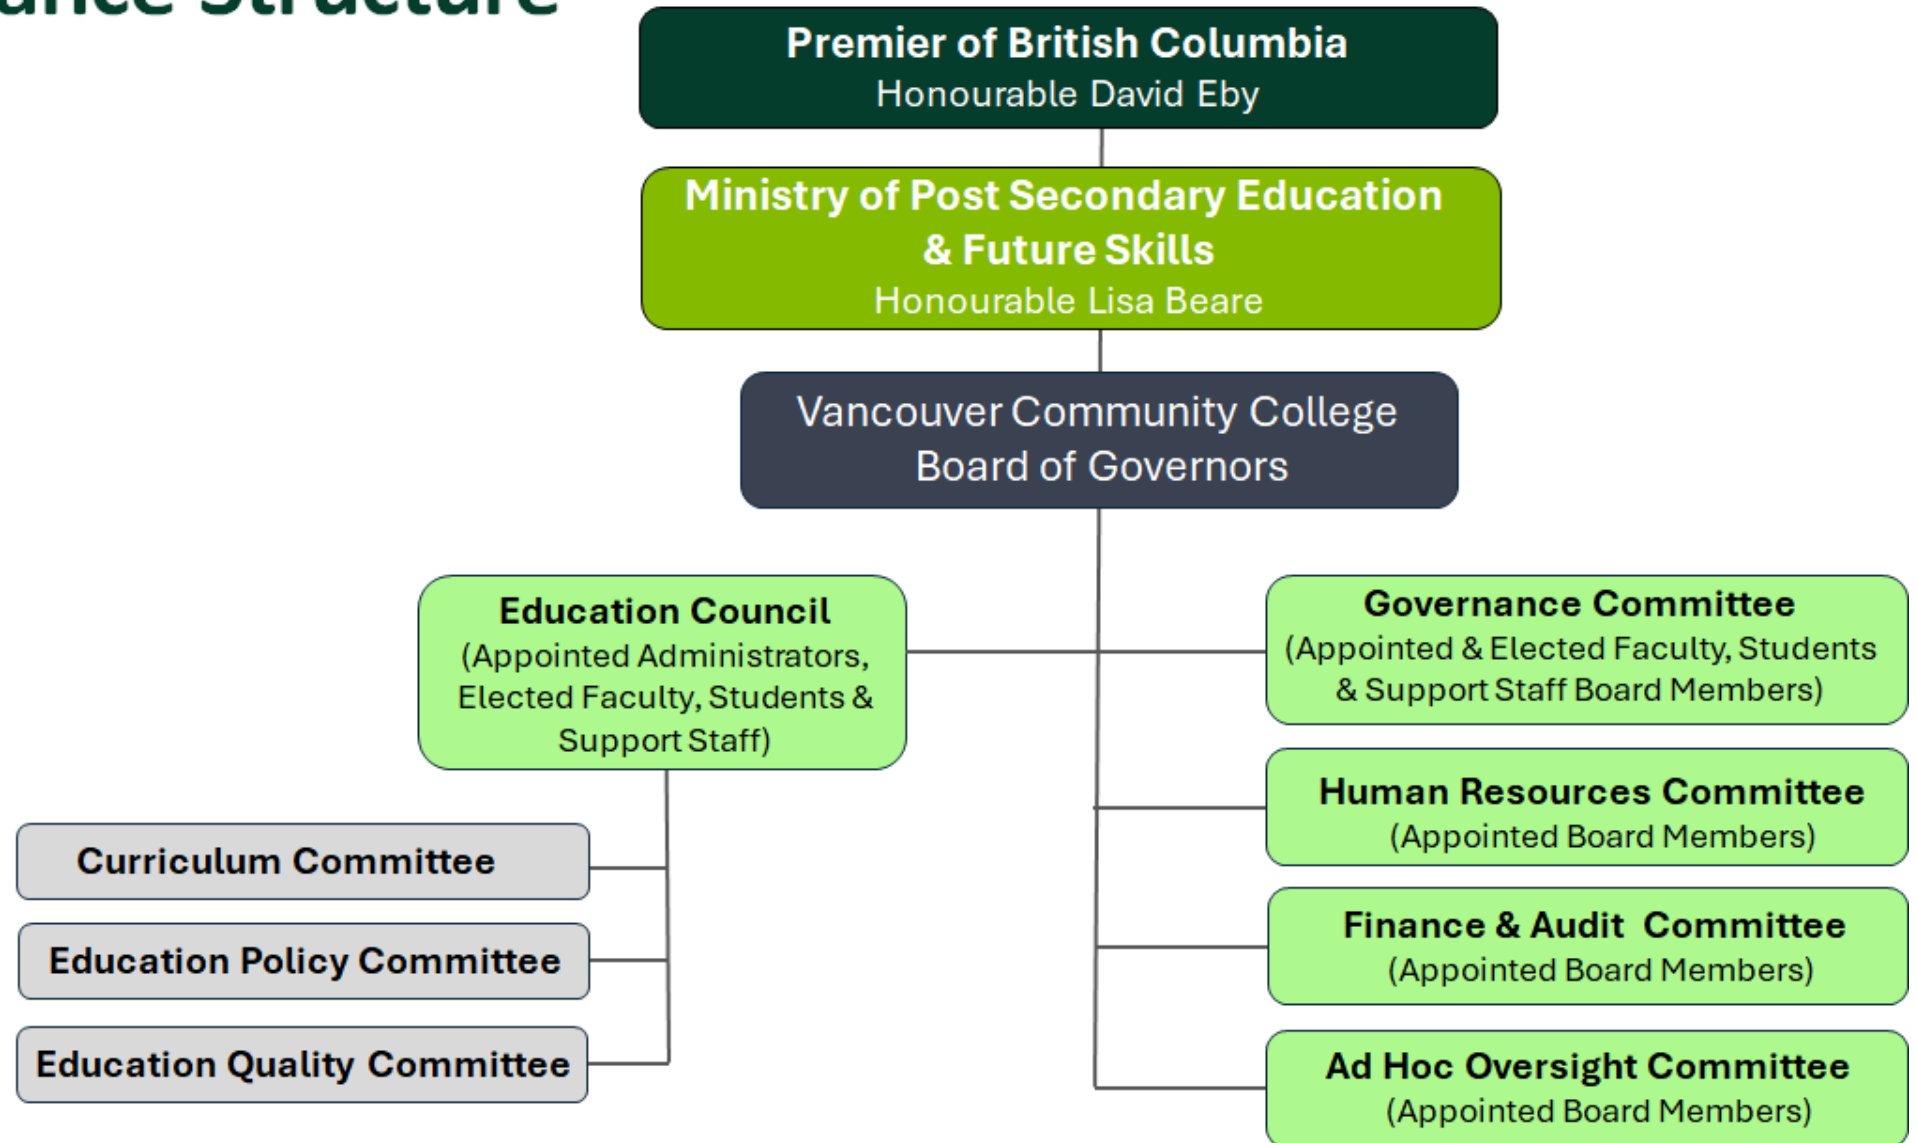 ance Structure
Premier of British Columbia
Honourable David Eby
Ministry of Post Secondary Education
& Future Skills
Honourable Lisa Beare
Vancouver Community College
Board of Governors
Education Council
(Appointed Administrators,
Elected Faculty, Students &
Support Staff)
Governance Committee
(Appointed & Elected Faculty, Students
& Support Staff Board Members)
Human Resources Committee
(Appointed Board Members)
Finance & Audit Committee
(Appointed Board Members)
Ad Hoc Oversight Committee
(Appointed Board Members)
Curriculum Committee
Education Policy Committee
Education Quality Committee